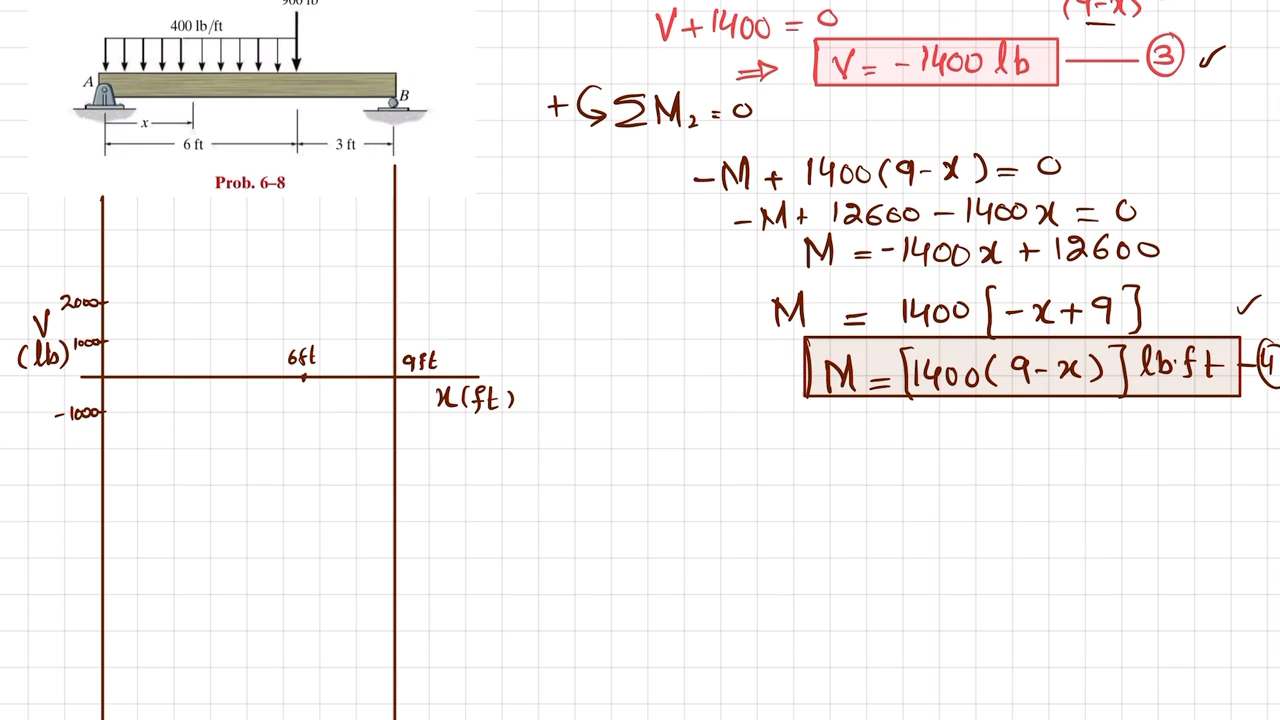 400 lb/ft
A
B
x
6 ft
3 ft
Prob. 6–8
2000
V
(lb)
1000
6ft
9ft
x(ft)
-1000
V+1400 = 0
⇒ V = -1400 lb
3 ✓
+ ΣM₂ = 0
-M + 1400(9-x) = 0
-M + 12600 - 1400x = 0
M = -1400x + 12600
M = 1400[-x+9] ✓
M = [1400(9-x)] lb·ft
4